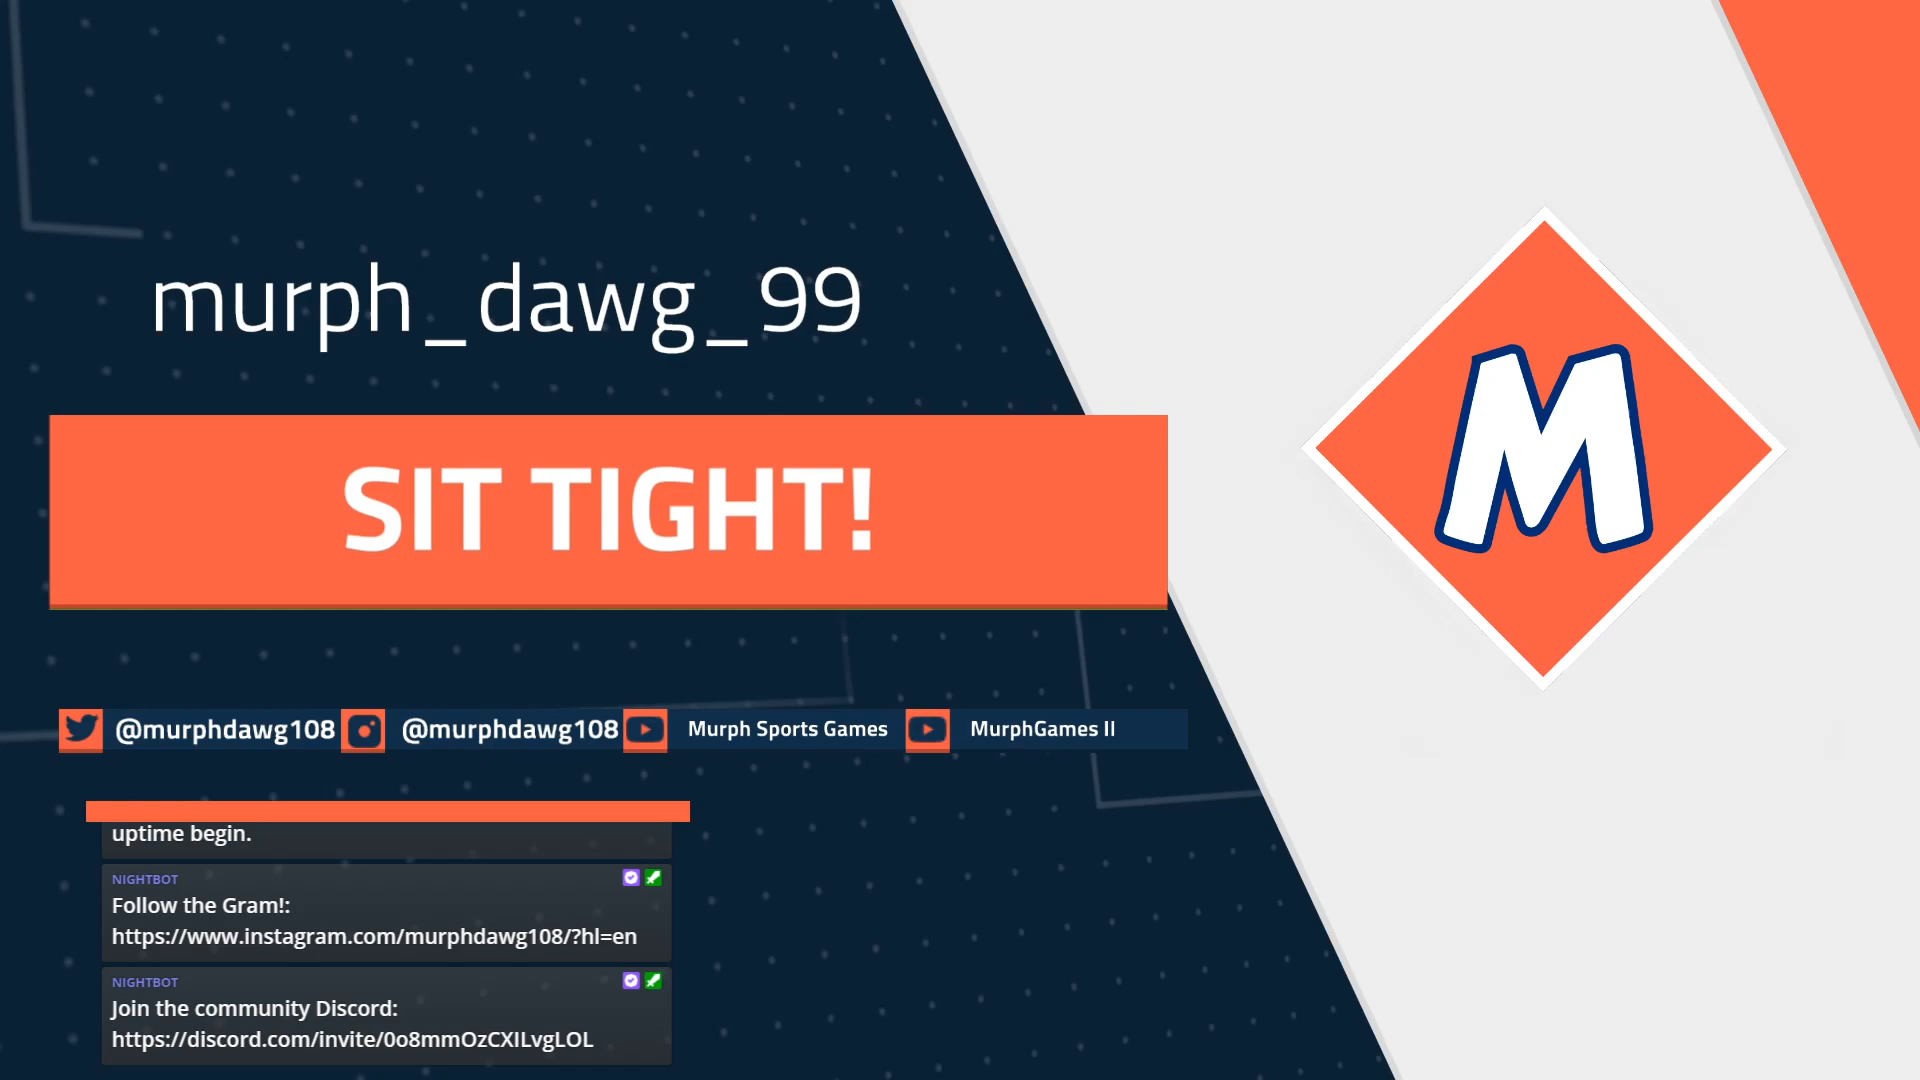 murph_dawg_99
SIT TIGHT!
@murphdawg108 @murphdawg108 Murph Sports Games MurphGames II
M
uptime begin.
NIGHTBOT
Follow the Gram!:
https://www.instagram.com/murphdawg108/?hl=en
NIGHTBOT
Join the community Discord:
https://discord.com/invite/0o8mmOzCXILvgLOL